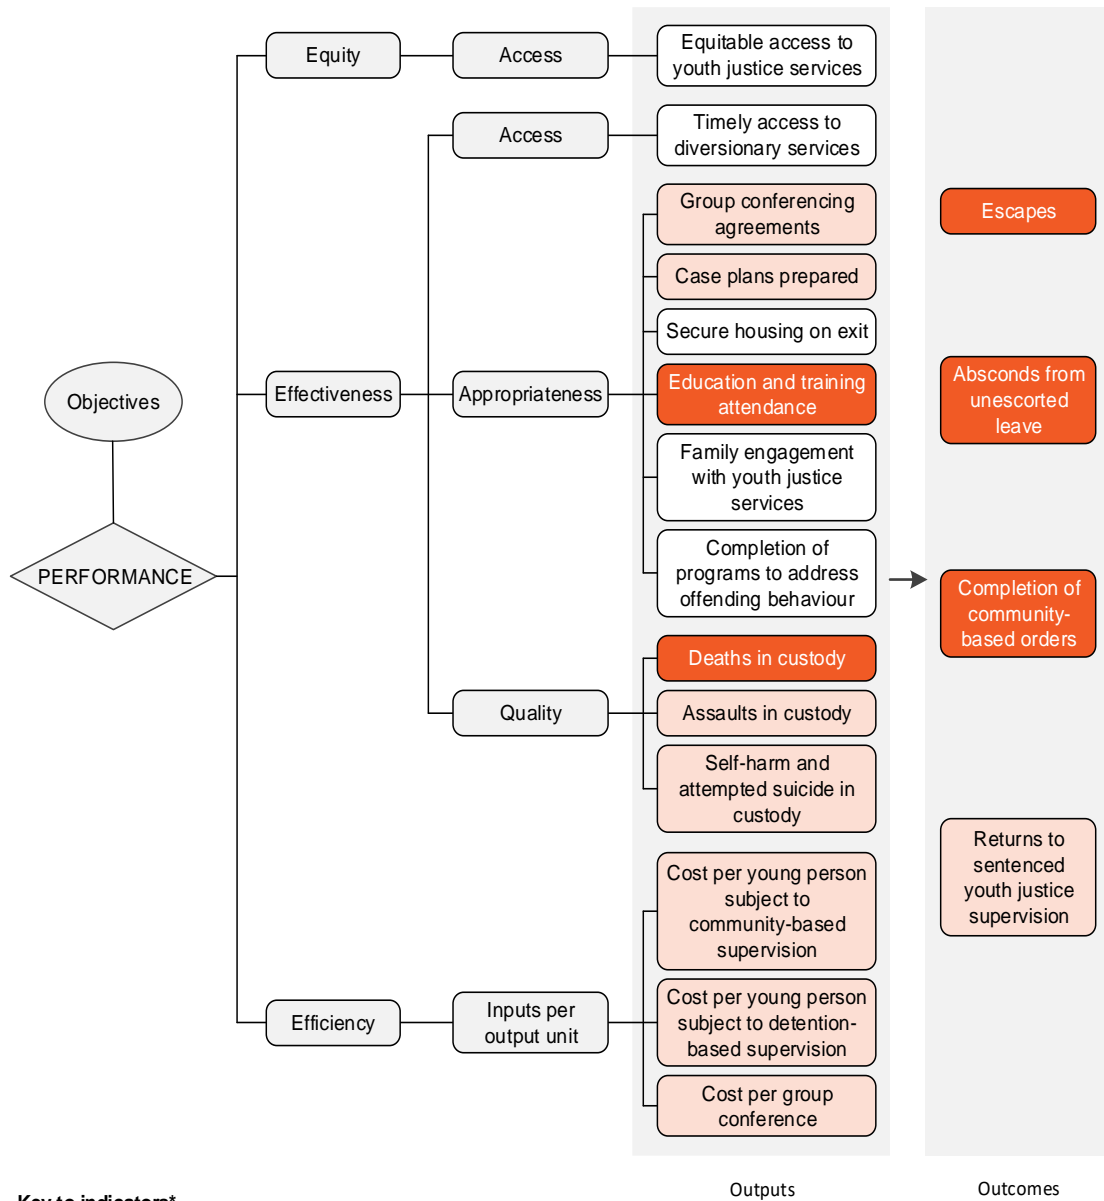 Equity
Access
Equitable access to
youth justice services
Access
Timely access to
diversionary services
Group conferencing
agreements
Escapes
Case plans prepared
Secure housing on exit
Objectives
Effectiveness
Appropriateness
Education and training
attendance
Absconds from
unescorted
leave
Family engagement
with youth justice
services
PERFORMANCE
Completion of
programs to address
offending behaviour
Completion of
community-
based orders
Deaths in custody
Quality
Assaults in custody
Self-harm and
attempted suicide in
custody
Returns to
sentenced
youth justice
supervision
Cost per young person
subject to
community-based
supervision
Efficiency
Inputs per
output unit
Cost per young person
subject to detention-
based supervision
Cost per group
conference
Key to indicators*
Outputs
Outcomes